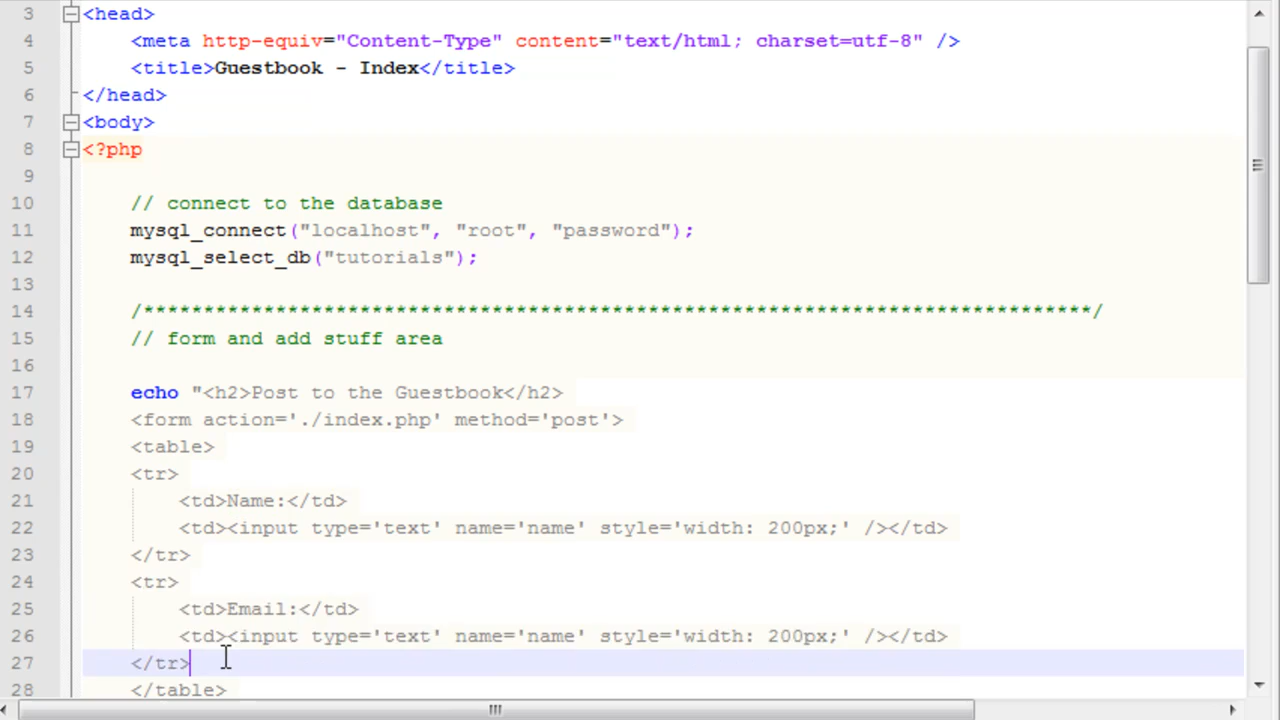 3 <head>
4 <meta http-equiv="Content-Type" content="text/html; charset=utf-8" />
5 <title>Guestbook - Index</title>
6 </head>
7 <body>
8 <?php
9
10 // connect to the database
11 mysql_connect("localhost", "root", "password");
12 mysql_select_db("tutorials");
13
14 /*******************************************************************************/
15 // form and add stuff area
16
17 echo "<h2>Post to the Guestbook</h2>
18 <form action='./index.php' method='post'>
19 <table>
20 <tr>
21 <td>Name:</td>
22 <td><input type='text' name='name' style='width: 200px;' /></td>
23 </tr>
24 <tr>
25 <td>Email:</td>
26 <td><input type='text' name='name' style='width: 200px;' /></td>
27 </tr>
28 </table>